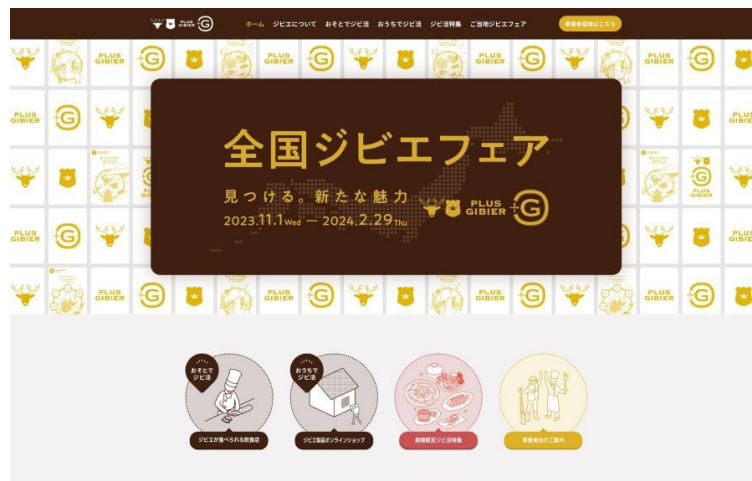 PLUS GIBIER G
ホーム ジビエについて おそとでジビ活 おうちでジビ活 ジビ活特集 ご当地ジビエフェア 事業者登録はこちら
PLUS GIBIER
全国ジビエフェア
見つける。新たな魅力
PLUS GIBIER G
2023.11.1 Wed — 2024.2.29 Thu
おそとで
ジビ活
おうちで
ジビ活
ジビエが食べられる飲食店
ジビエ製品オンラインショップ
期間限定ジビ活特集
事業者向けご案内